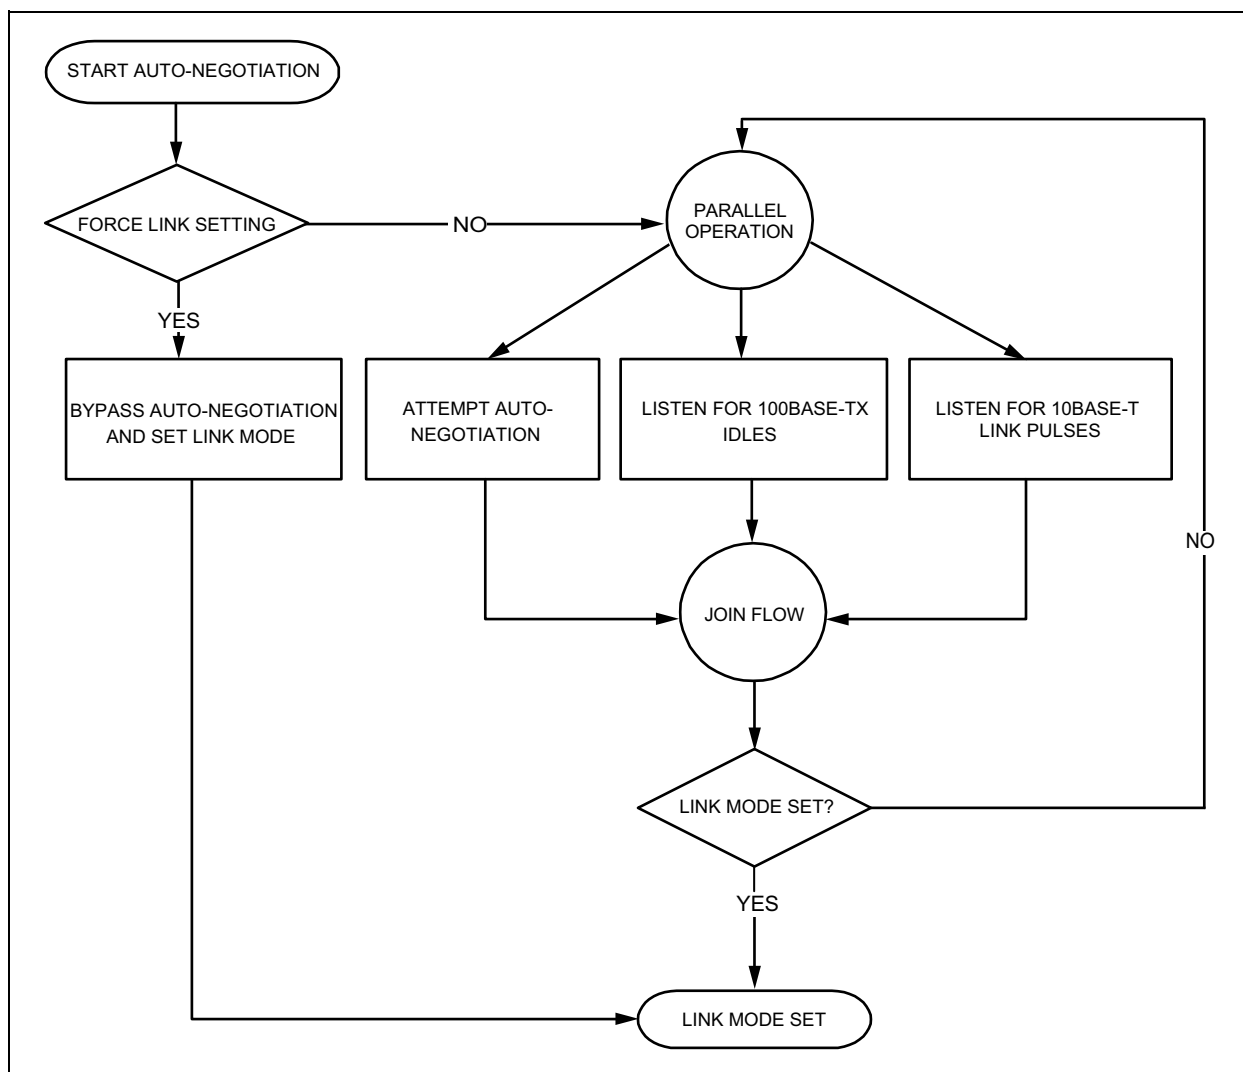 START AUTO-NEGOTIATION
FORCE LINK SETTING
NO
PARALLEL
OPERATION
YES
BYPASS AUTO-NEGOTIATION
AND SET LINK MODE
ATTEMPT AUTO-
NEGOTIATION
LISTEN FOR 100BASE-TX
IDLES
LISTEN FOR 10BASE-T
LINK PULSES
NO
JOIN FLOW
LINK MODE SET?
YES
LINK MODE SET